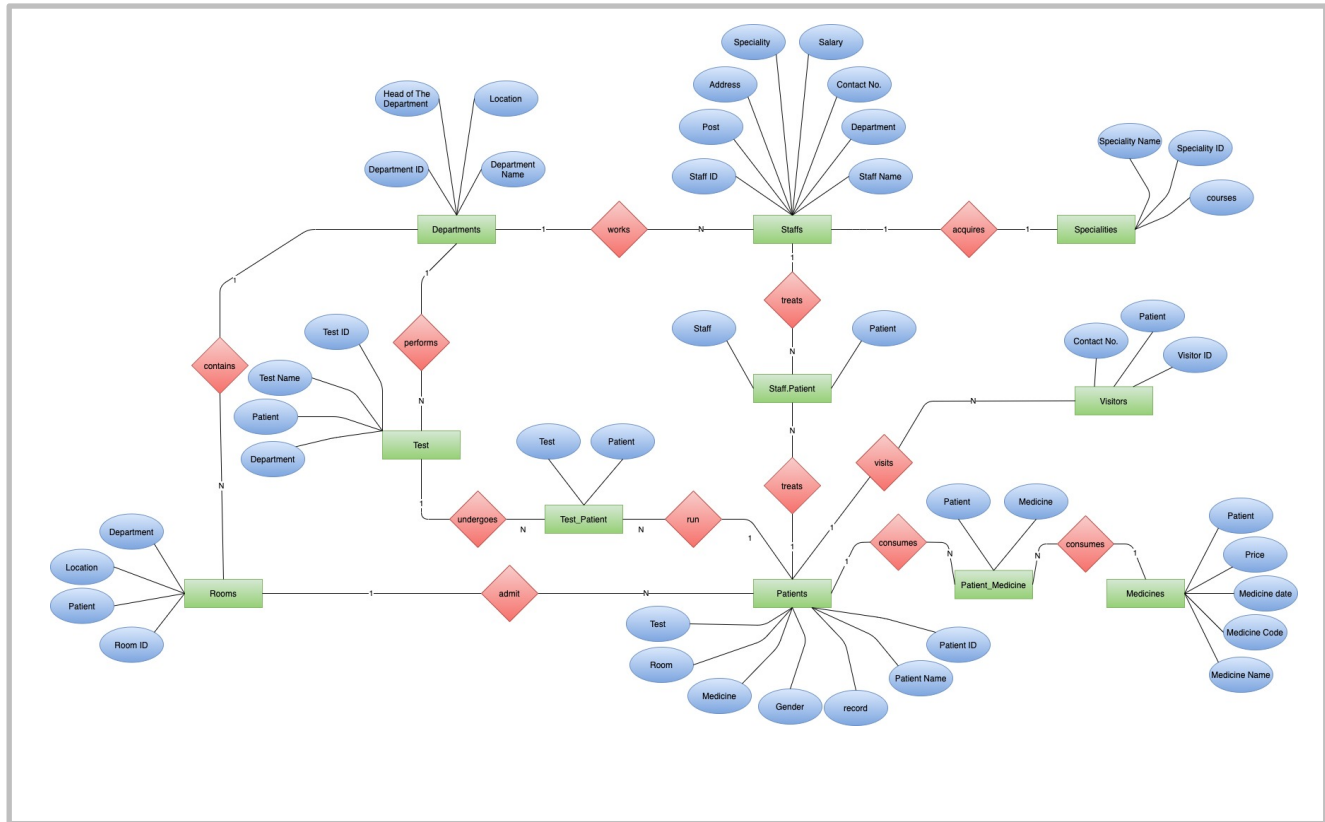 Speciality
Salary
Head of The
Department
Location
Address
Contact No.
Post
Department
Department ID
Department
Name
Staff ID
Staff Name
Speciality Name
Speciality ID
courses
Departments
1
works
N
Staffs
1
acquires
1
Specialities
1
1
1
treats
Test ID
performs
Staff
Patient
Patient
Contact No.
Visitor ID
contains
Test Name
N
Staff.Patient
N
Visitors
Patient
N
Test
Department
N
Test
Patient
treats
visits
N
1
undergoes
N
Test_Patient
N
run
1
1
1
Patient
Medicine
Patient
Price
Department
Location
Patient
Room ID
Rooms
1
admit
N
Patients
1
consumes
N
Patient_Medicine
N
consumes
1
Medicines
Medicine date
Medicine Code
Medicine Name
Test
Room
Medicine
Gender
record
Patient Name
Patient ID